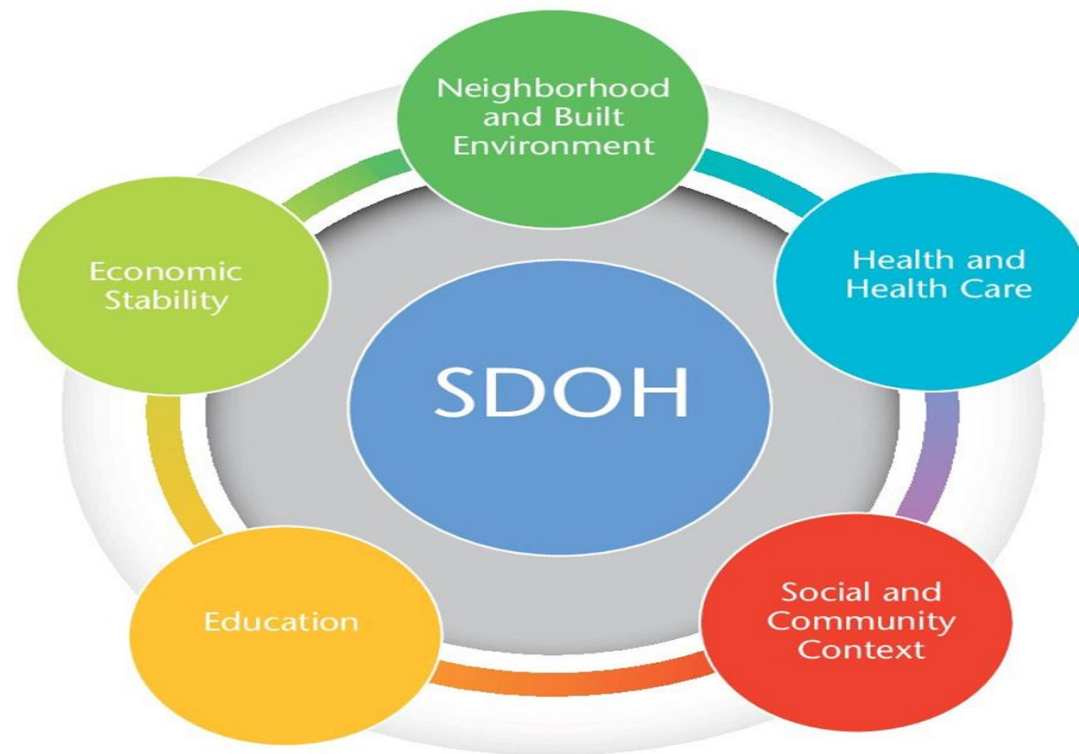 Neighborhood
and Built
Environment
Economic
Stability
Health and
Health Care
SDOH
Education
Social and
Community
Context